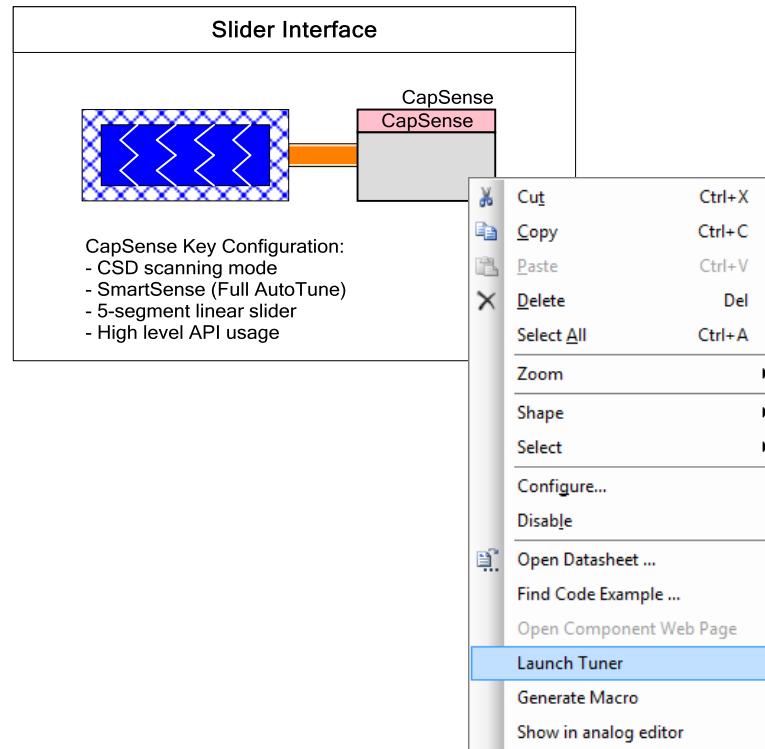 Slider Interface
CapSense
CapSense
CapSense Key Configuration:
- CSD scanning mode
- SmartSense (Full AutoTune)
- 5-segment linear slider
- High level API usage
Cut Ctrl+X
Copy Ctrl+C
Paste Ctrl+V
Delete Del
Select All Ctrl+A
Zoom
Shape
Select
Configure...
Disable
Open Datasheet ...
Find Code Example ...
Open Component Web Page
Launch Tuner
Generate Macro
Show in analog editor